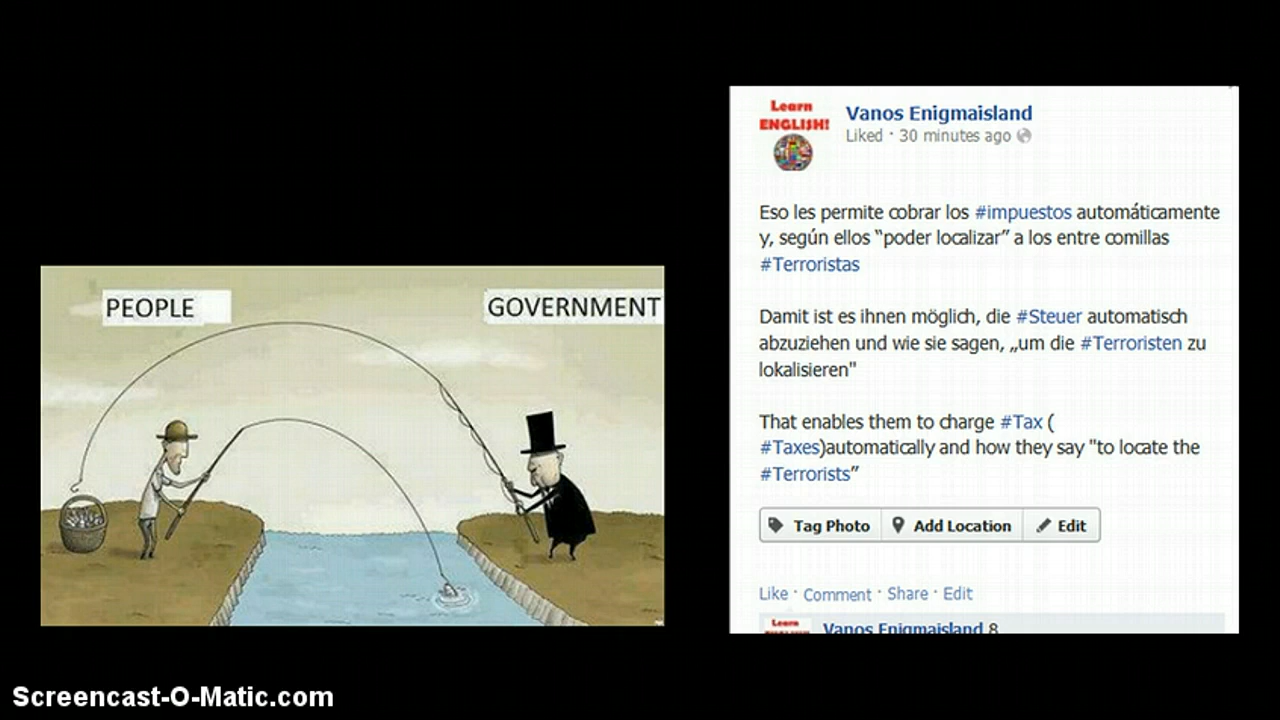 PEOPLE
GOVERNMENT
Learn
ENGLISH!
Vanos Enigmaisland
Liked · 30 minutes ago
Eso les permite cobrar los #impuestos automáticamente
y, según ellos “poder localizar” a los entre comillas
#Terroristas
Damit ist es ihnen möglich, die #Steuer automatisch
abzuziehen und wie sie sagen, „um die #Terroristen zu
lokalisieren"
That enables them to charge #Tax (
#Taxes)automatically and how they say "to locate the
#Terrorists”
Tag Photo Add Location Edit
Like · Comment · Share · Edit
Learn
Vanos Enigmaisland 8
Screencast-O-Matic.com